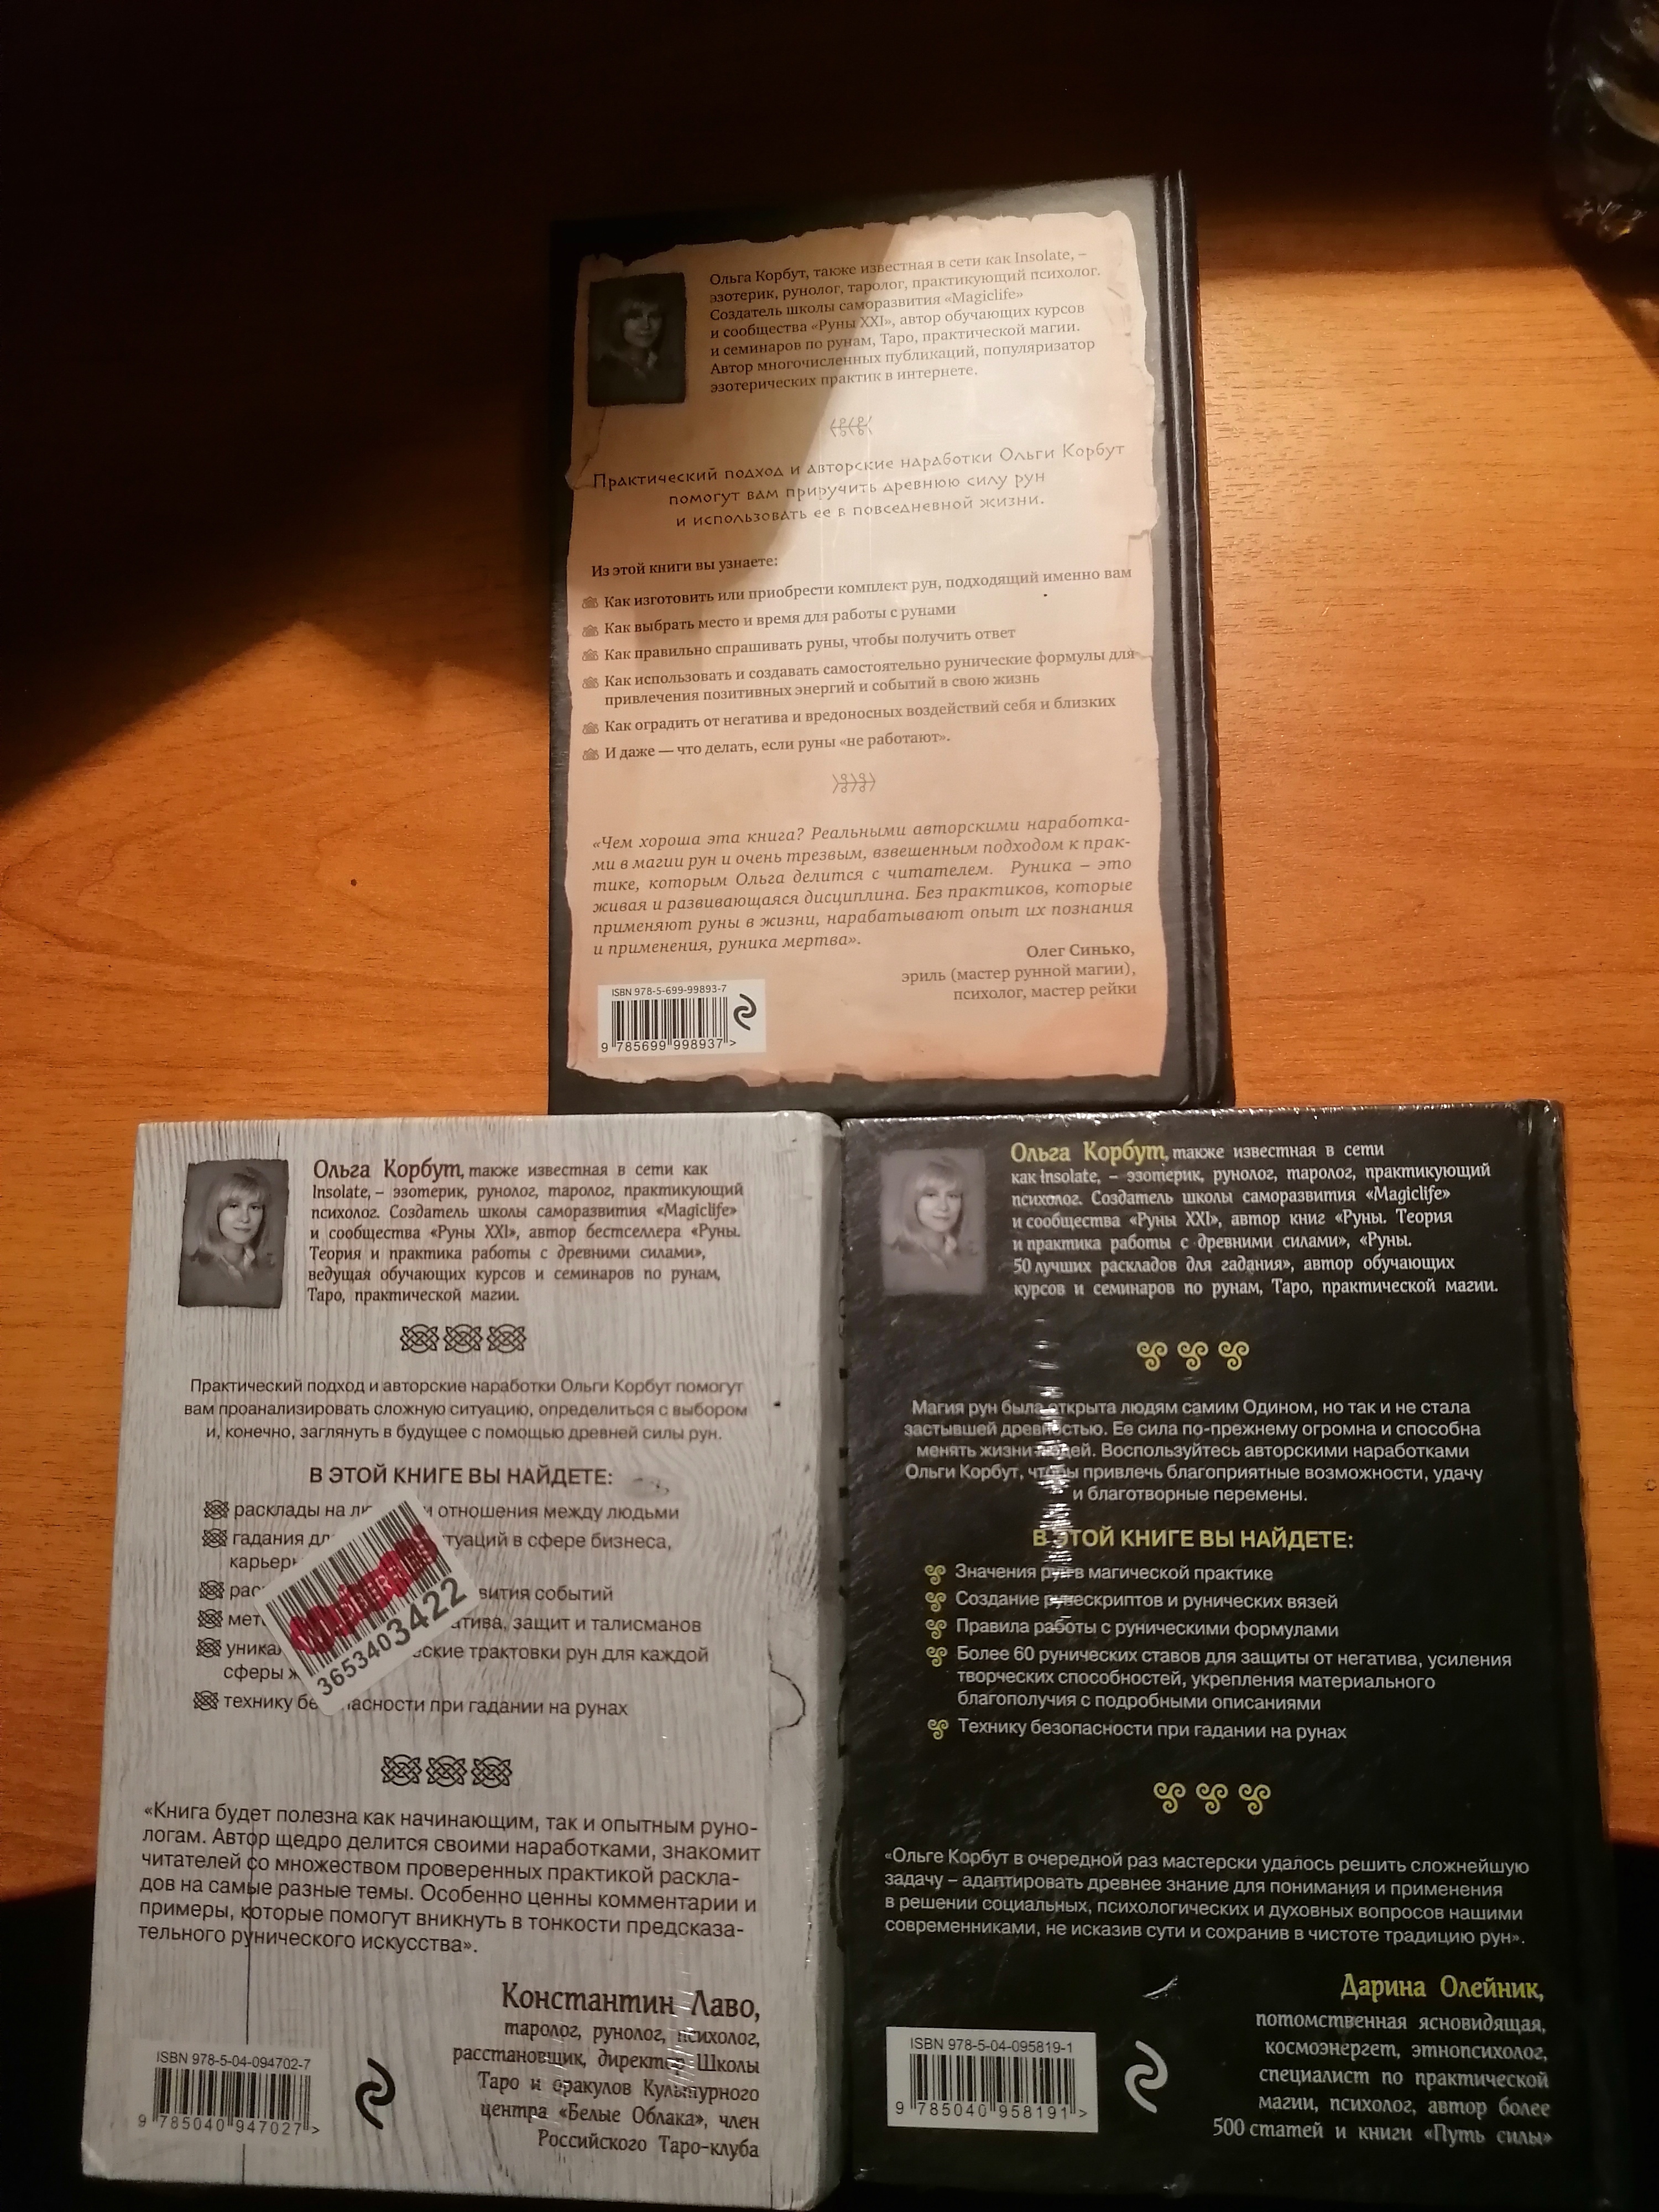 Ольга Корбут, также известная в сети как Insolate, –
эзотерик, рунолог, таролог, практикующий психолог.
Создатель школы саморазвития «Magiclife»
и сообщества «Руны XXI», автор обучающих курсов
и семинаров по рунам, Таро, практической магии.
Автор многочисленных публикаций, популяризатор
эзотерических практик в интернете.
Практический подход и авторские наработки Ольги Корбут
помогут вам приручить древнюю силу рун
и использовать ее в повседневной жизни.
Из этой книги вы узнаете:
Как изготовить или приобрести комплект рун, подходящий именно вам
Как выбрать место и время для работы с рунами
Как правильно спрашивать руны, чтобы получить ответ
Как использовать и создавать самостоятельно рунические формулы для
привлечения позитивных энергий и событий в свою жизнь
Как оградить от негатива и вредоносных воздействий себя и близких
И даже — что делать, если руны «не работают».
«Чем хороша эта книга? Реальными авторскими наработка-
ми в магии рун и очень трезвым, взвешенным подходом к прак-
тике, которым Ольга делится с читателем. Руника – это
живая и развивающаяся дисциплина. Без практиков, которые
применяют руны в жизни, нарабатывают опыт их познания
и применения, руника мертва».
Олег Синько,
эриль (мастер рунной магии),
психолог, мастер рейки
ISBN 978-5-699-99893-7
9 785699 998937 >
Ольга Корбут, также известная в сети как
Insolate, – эзотерик, рунолог, таролог, практикующий
психолог. Создатель школы саморазвития «Magiclife»
и сообщества «Руны XXI», автор бестселлера «Руны.
Теория и практика работы с древними силами»,
ведущая обучающих курсов и семинаров по рунам,
Таро, практической магии.
Практический подход и авторские наработки Ольги Корбут помогут
вам проанализировать сложную ситуацию, определиться с выбором
и, конечно, заглянуть в будущее с помощью древней силы рун.
В ЭТОЙ КНИГЕ ВЫ НАЙДЕТЕ:
расклады на и отношения между людьми
гадания в сфере бизнеса,
событий
защит и талисманов
трактовки рун для каждой
сферы
технику при гадании на рунах
3653403422
«Книга будет полезна как начинающим, так и опытным руно-
логам. Автор щедро делится своими наработками, знакомит
читателей со множеством проверенных практикой раскла-
дов на самые разные темы. Особенно ценны комментарии и
примеры, которые помогут вникнуть в тонкости предсказа-
тельного рунического искусства».
Константин Лаво,
таролог, рунолог, психолог,
расстановщик, директор Школы
Таро и оракулов Культурного
центра «Белые Облака», член
Российского Таро-клуба
ISBN 978-5-04-094702-7
9 785040 947027 >
Ольга Корбут, также известная в сети
как Insolate, – эзотерик, рунолог, таролог, практикующий
психолог. Создатель школы саморазвития «Magiclife»
и сообщества «Руны XXI», автор книг «Руны. Теория
и практика работы с древними силами», «Руны.
50 лучших раскладов для гадания», автор обучающих
курсов и семинаров по рунам, Таро, практической магии.
Магия рун была открыта людям самим Одином, но так и не стала
застывшей древностью. Ее сила по-прежнему огромна и способна
менять жизни людей. Воспользуйтесь авторскими наработками
Ольги Корбут, чтобы привлечь благоприятные возможности, удачу
и благотворные перемены.
В ЭТОЙ КНИГЕ ВЫ НАЙДЕТЕ:
Значения рун в магической практике
Создание рунескриптов и рунических вязей
Правила работы с руническими формулами
Более 60 рунических ставов для защиты от негатива, усиления
творческих способностей, укрепления материального
благополучия с подробными описаниями
Технику безопасности при гадании на рунах
«Ольге Корбут в очередной раз мастерски удалось решить сложнейшую
задачу – адаптировать древнее знание для понимания и применения
в решении социальных, психологических и духовных вопросов нашими
современниками, не исказив сути и сохранив в чистоте традицию рун».
Дарина Олейник,
потомственная ясновидящая,
космоэнергет, этнопсихолог,
специалист по практической
магии, психолог, автор более
500 статей и книги «Путь силы»
ISBN 978-5-04-095819-1
9 785040 958191 >